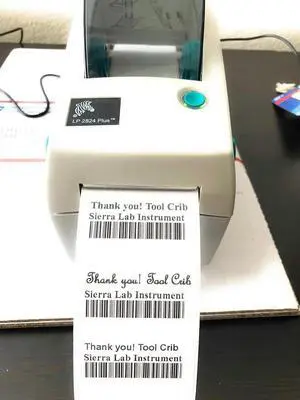 LP 2824 Plus™
Thank you! Tool Crib
Sierra Lab Instrument
Thank you! Tool Crib
Sierra Lab Instrument
Thank you! Tool Crib
Sierra Lab Instrument